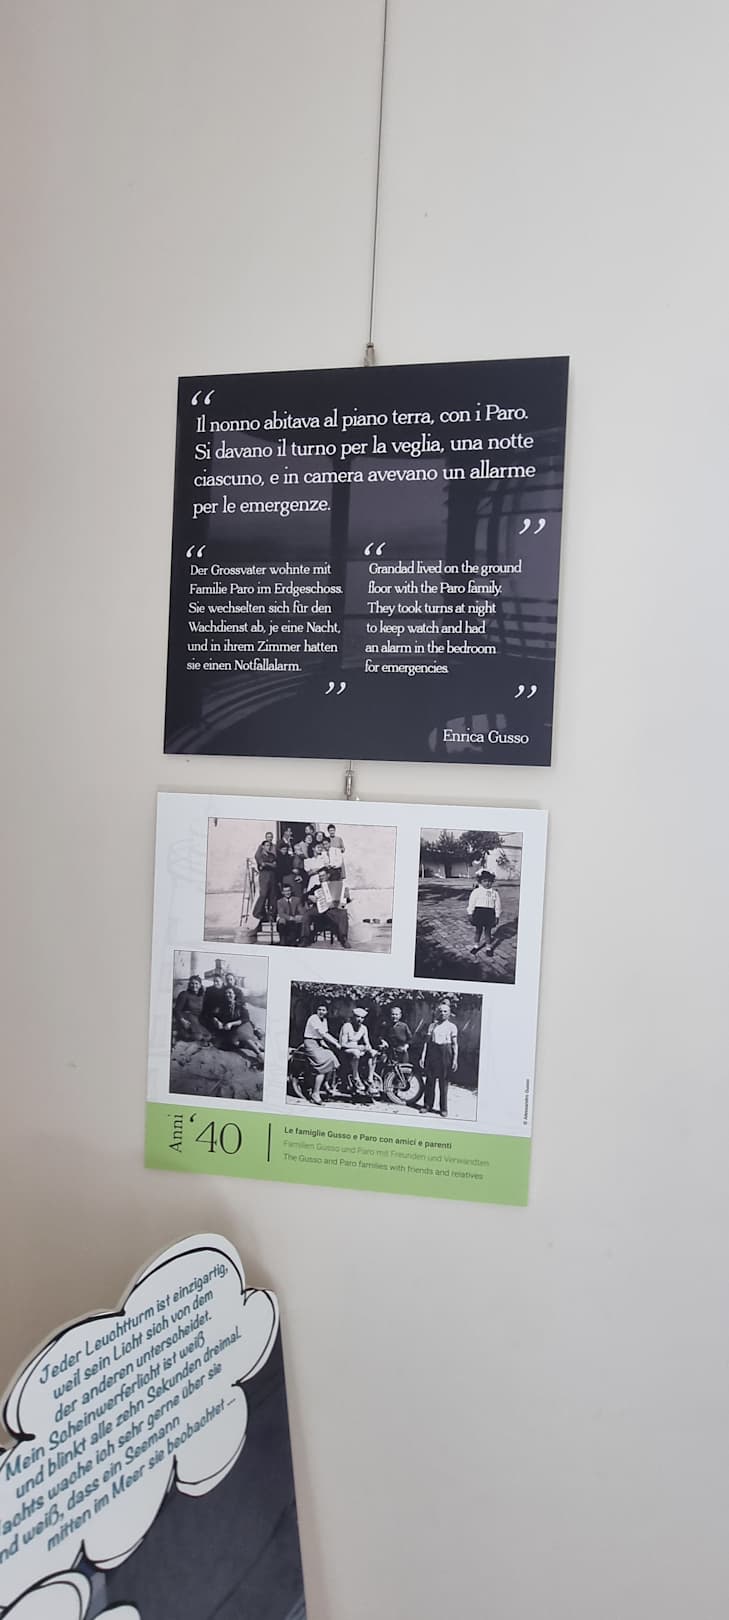 “
Il nonno abitava al piano terra, con i Paro.
Si davano il turno per la veglia, una notte
ciascuno, e in camera avevano un allarme
per le emergenze.
”
“
Der Grossvater wohnte mit
Familie Paro im Erdgeschoss.
Sie wechselten sich für den
Wachdienst ab, je eine Nacht,
und in ihrem Zimmer hatten
sie einen Notfallalarm.
”
“
Grandad lived on the ground
floor with the Paro family.
They took turns at night
to keep watch and had
an alarm in the bedroom
for emergencies.
”
Enrica Gusso
© Alessandro Gusso
Anni '40
Le famiglie Gusso e Paro con amici e parenti
Familien Gusso und Paro mit Freunden und Verwandten
The Gusso and Paro families with friends and relatives
Jeder Leuchtturm ist einzigartig,
weil sein Licht sich von dem
der anderen unterscheidet.
Mein Scheinwerferlicht ist weiß
und blinkt alle zehn Sekunden dreimal.
achts wache ich sehr gerne über sie
nd weiß, dass ein Seemann
mitten im Meer sie beobachtet ...